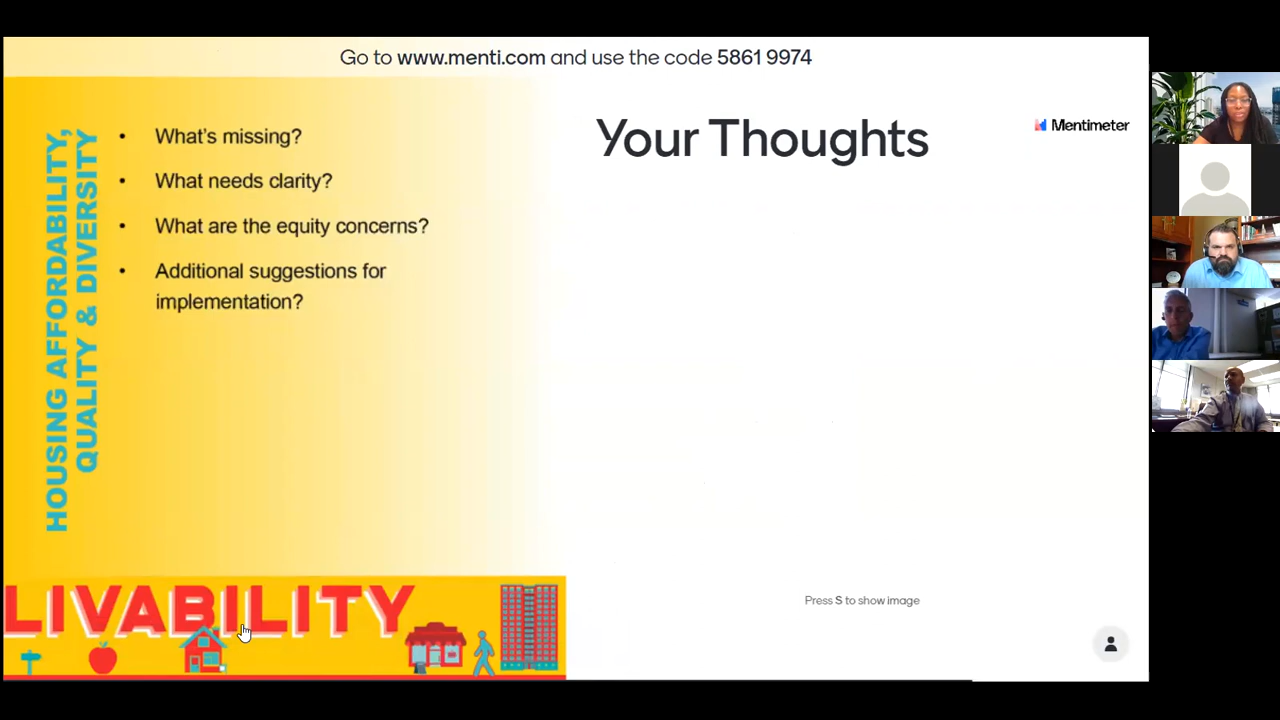 Go to www.menti.com and use the code 5861 9974
HOUSING AFFORDABILITY,
QUALITY & DIVERSITY
• What's missing?
• What needs clarity?
• What are the equity concerns?
• Additional suggestions for
implementation?
Your Thoughts
Mentimeter
Press S to show image
LIVABILITY